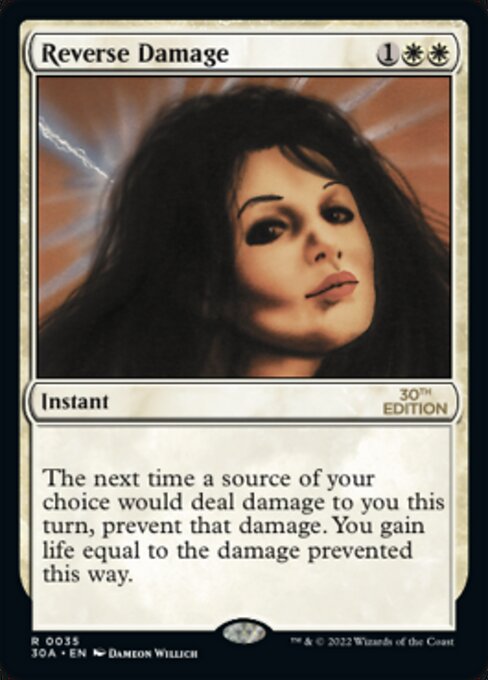 Reverse Damage 1
Instant
30TH
EDITION
The next time a source of your
choice would deal damage to you this
turn, prevent that damage. You gain
life equal to the damage prevented
this way.
R 0035
30A • EN Dameon Willich
™ & © 2022 Wizards of the Coast